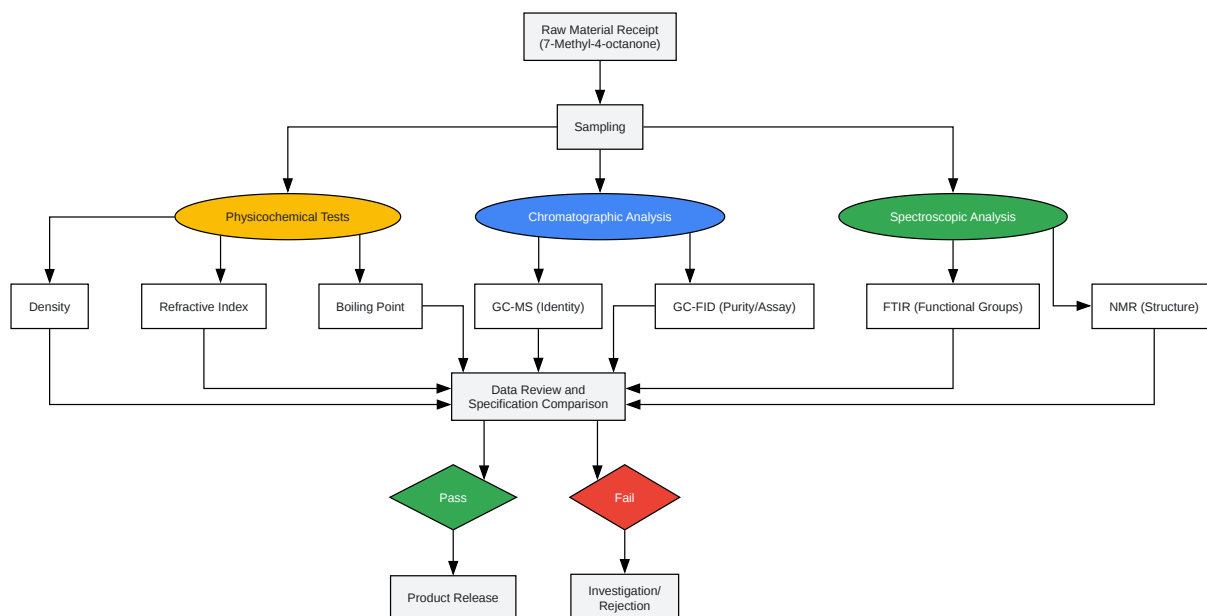 Raw Material Receipt
(7-Methyl-4-octanone)
Sampling
Physicochemical Tests
Chromatographic Analysis
Spectroscopic Analysis
Density
Refractive Index
Boiling Point
GC-MS (Identity)
GC-FID (Purity/Assay)
FTIR (Functional Groups)
NMR (Structure)
Data Review and
Specification Comparison
Pass
Fail
Product Release
Investigation/
Rejection